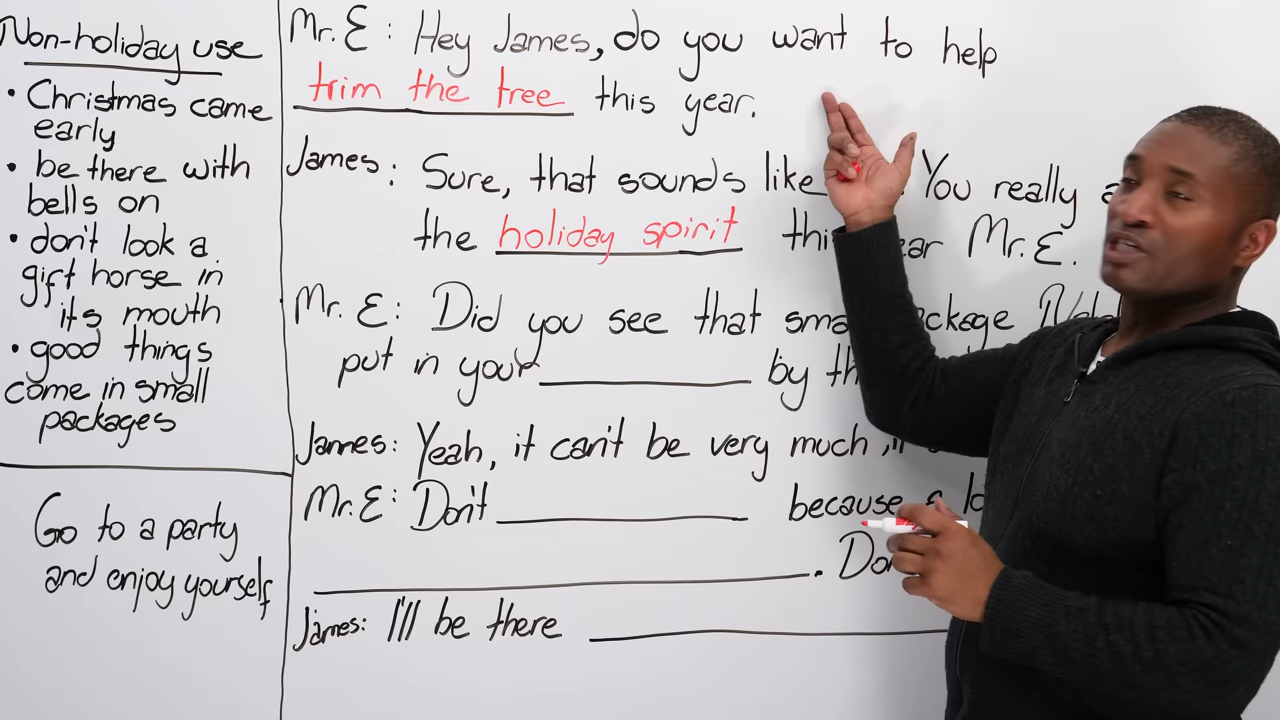 Non-holiday use
• Christmas came
early
• be there with
bells on
• don't look a
gift horse in
its mouth
• good things
come in small
packages
Go to a party
and enjoy yourself
Mr. E : Hey James, do you want to help
trim the tree this year.
James : Sure, that sounds like You really
the holiday spirit Mr. E.
Mr. E : Did you see that
put in your by
James: Yeah, it can't be very much,
Mr. E: Don't because
.
James: I'll be there